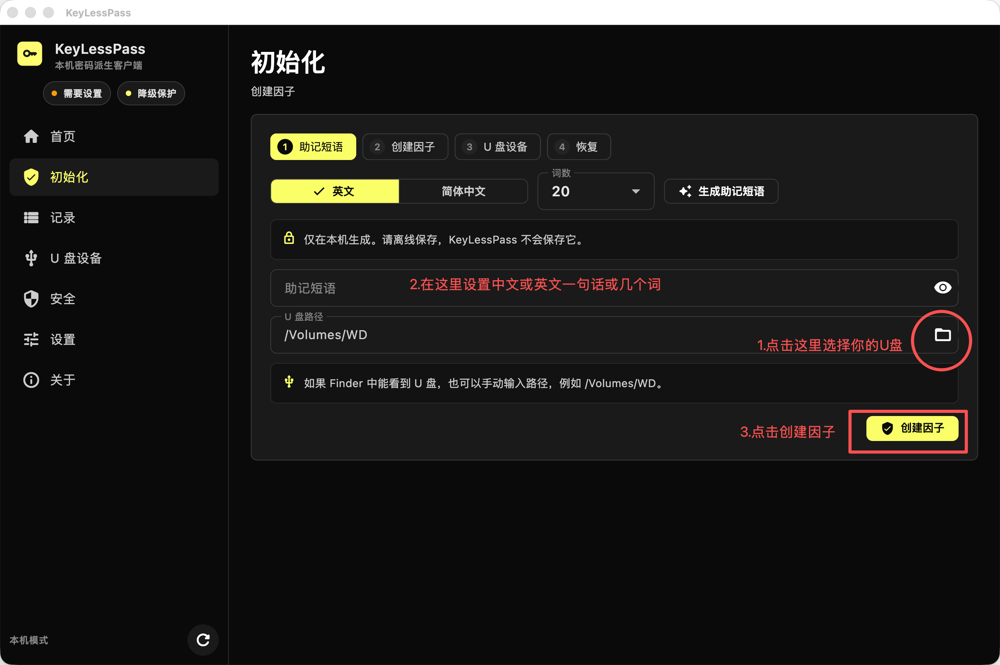 KeyLessPass
KeyLessPass
本机密码派生客户端
需要设置
降级保护
首页
初始化
记录
U 盘设备
安全
设置
关于
本机模式
初始化
创建因子
1 助记短语
2 创建因子
3 U 盘设备
4 恢复
英文
简体中文
词数
20
生成助记短语
仅在本机生成。请离线保存，KeyLessPass 不会保存它。
助记短语
2.在这里设置中文或英文一句话或几个词
U 盘路径
/Volumes/WD
1.点击这里选择你的U盘
如果 Finder 中能看到 U 盘，也可以手动输入路径，例如 /Volumes/WD。
3.点击创建因子
创建因子